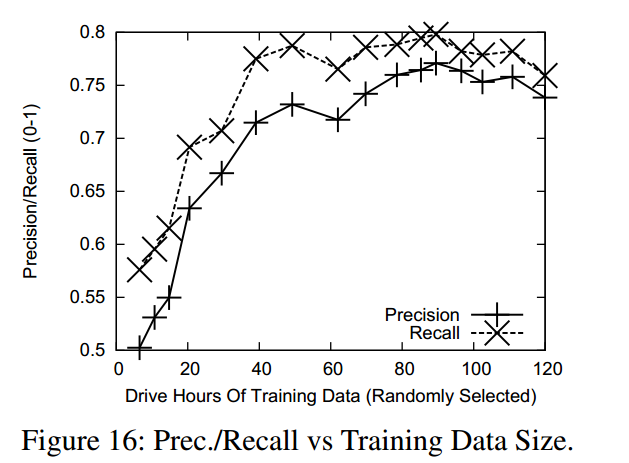 0.8
0.75
0.7
0.65
0.6
0.55
0.5
Precision/Recall (0-1)
Precision
Recall
0 20 40 60 80 100 120
Drive Hours Of Training Data (Randomly Selected)
Figure 16: Prec./Recall vs Training Data Size.